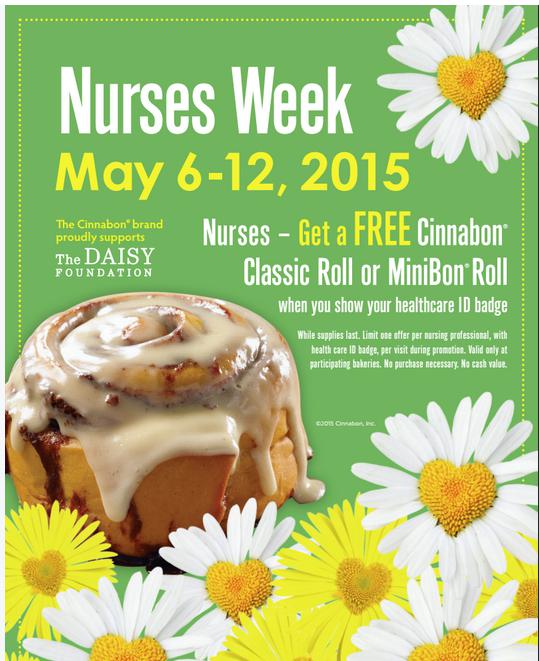 Nurses Week
May 6-12, 2015
The Cinnabon® brand
proudly supports
The DAISY
FOUNDATION
Nurses – Get a FREE Cinnabon®
Classic Roll or MiniBon® Roll
when you show your healthcare ID badge
While supplies last. Limit one offer per nursing professional, with
health care ID badge, per visit during promotion. Valid only at
participating bakeries. No purchase necessary. No cash value.
©2015 Cinnabon, Inc.